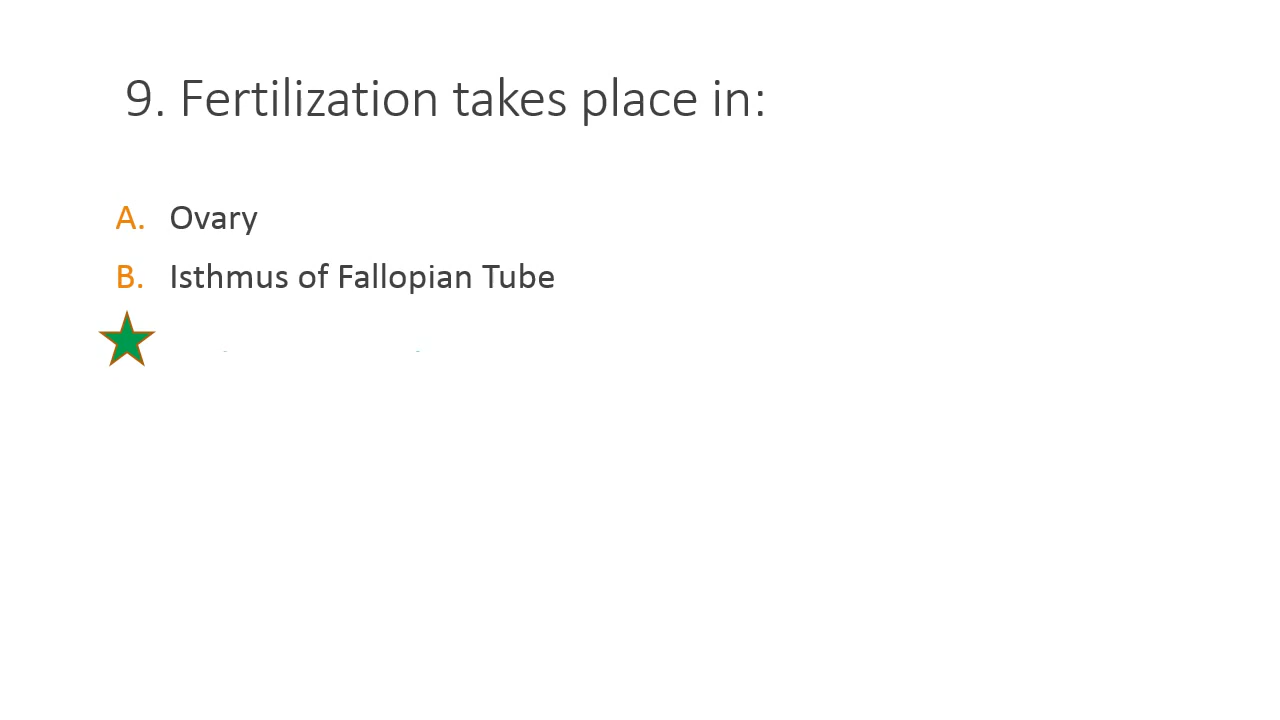 9. Fertilization takes place in:
A. Ovary
B. Isthmus of Fallopian Tube